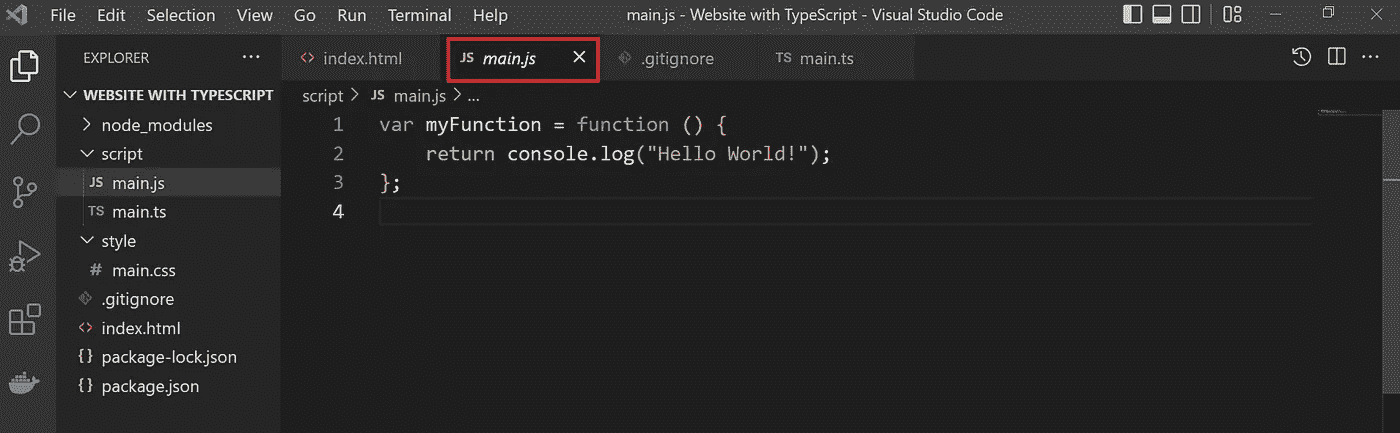 File Edit Selection View Go Run Terminal Help main.js - Website with TypeScript - Visual Studio Code
EXPLORER ...
WEBSITE WITH TYPESCRIPT
> node_modules
script
JS main.js
TS main.ts
style
# main.css
.gitignore
<> index.html
{} package-lock.json
{} package.json
<> index.html JS main.js × .gitignore TS main.ts ...
script > JS main.js > ...
1 var myFunction = function () {
2     return console.log("Hello World!");
3 };
4